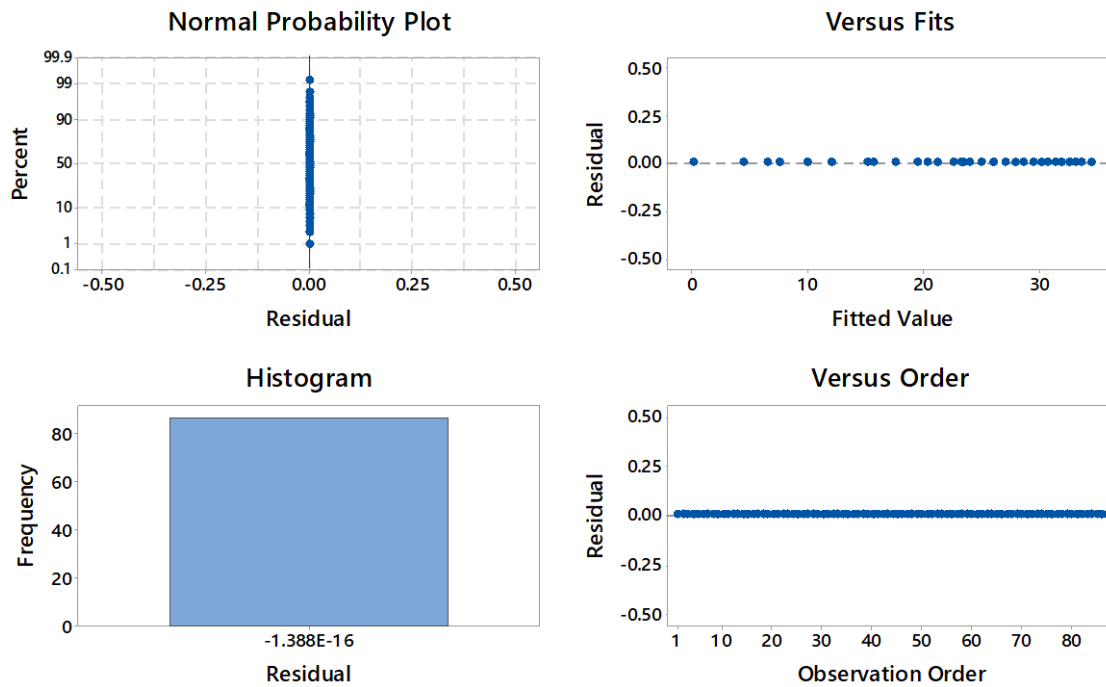 Normal Probability Plot
99.9
99
90
50
10
1
0.1
Percent
-0.50 -0.25 0.00 0.25 0.50
Residual
Versus Fits
0.50
0.25
0.00
-0.25
-0.50
Residual
0 10 20 30
Fitted Value
Histogram
80
60
40
20
0
Frequency
-1.388E-16
Residual
Versus Order
0.50
0.25
0.00
-0.25
-0.50
Residual
1 10 20 30 40 50 60 70 80
Observation Order